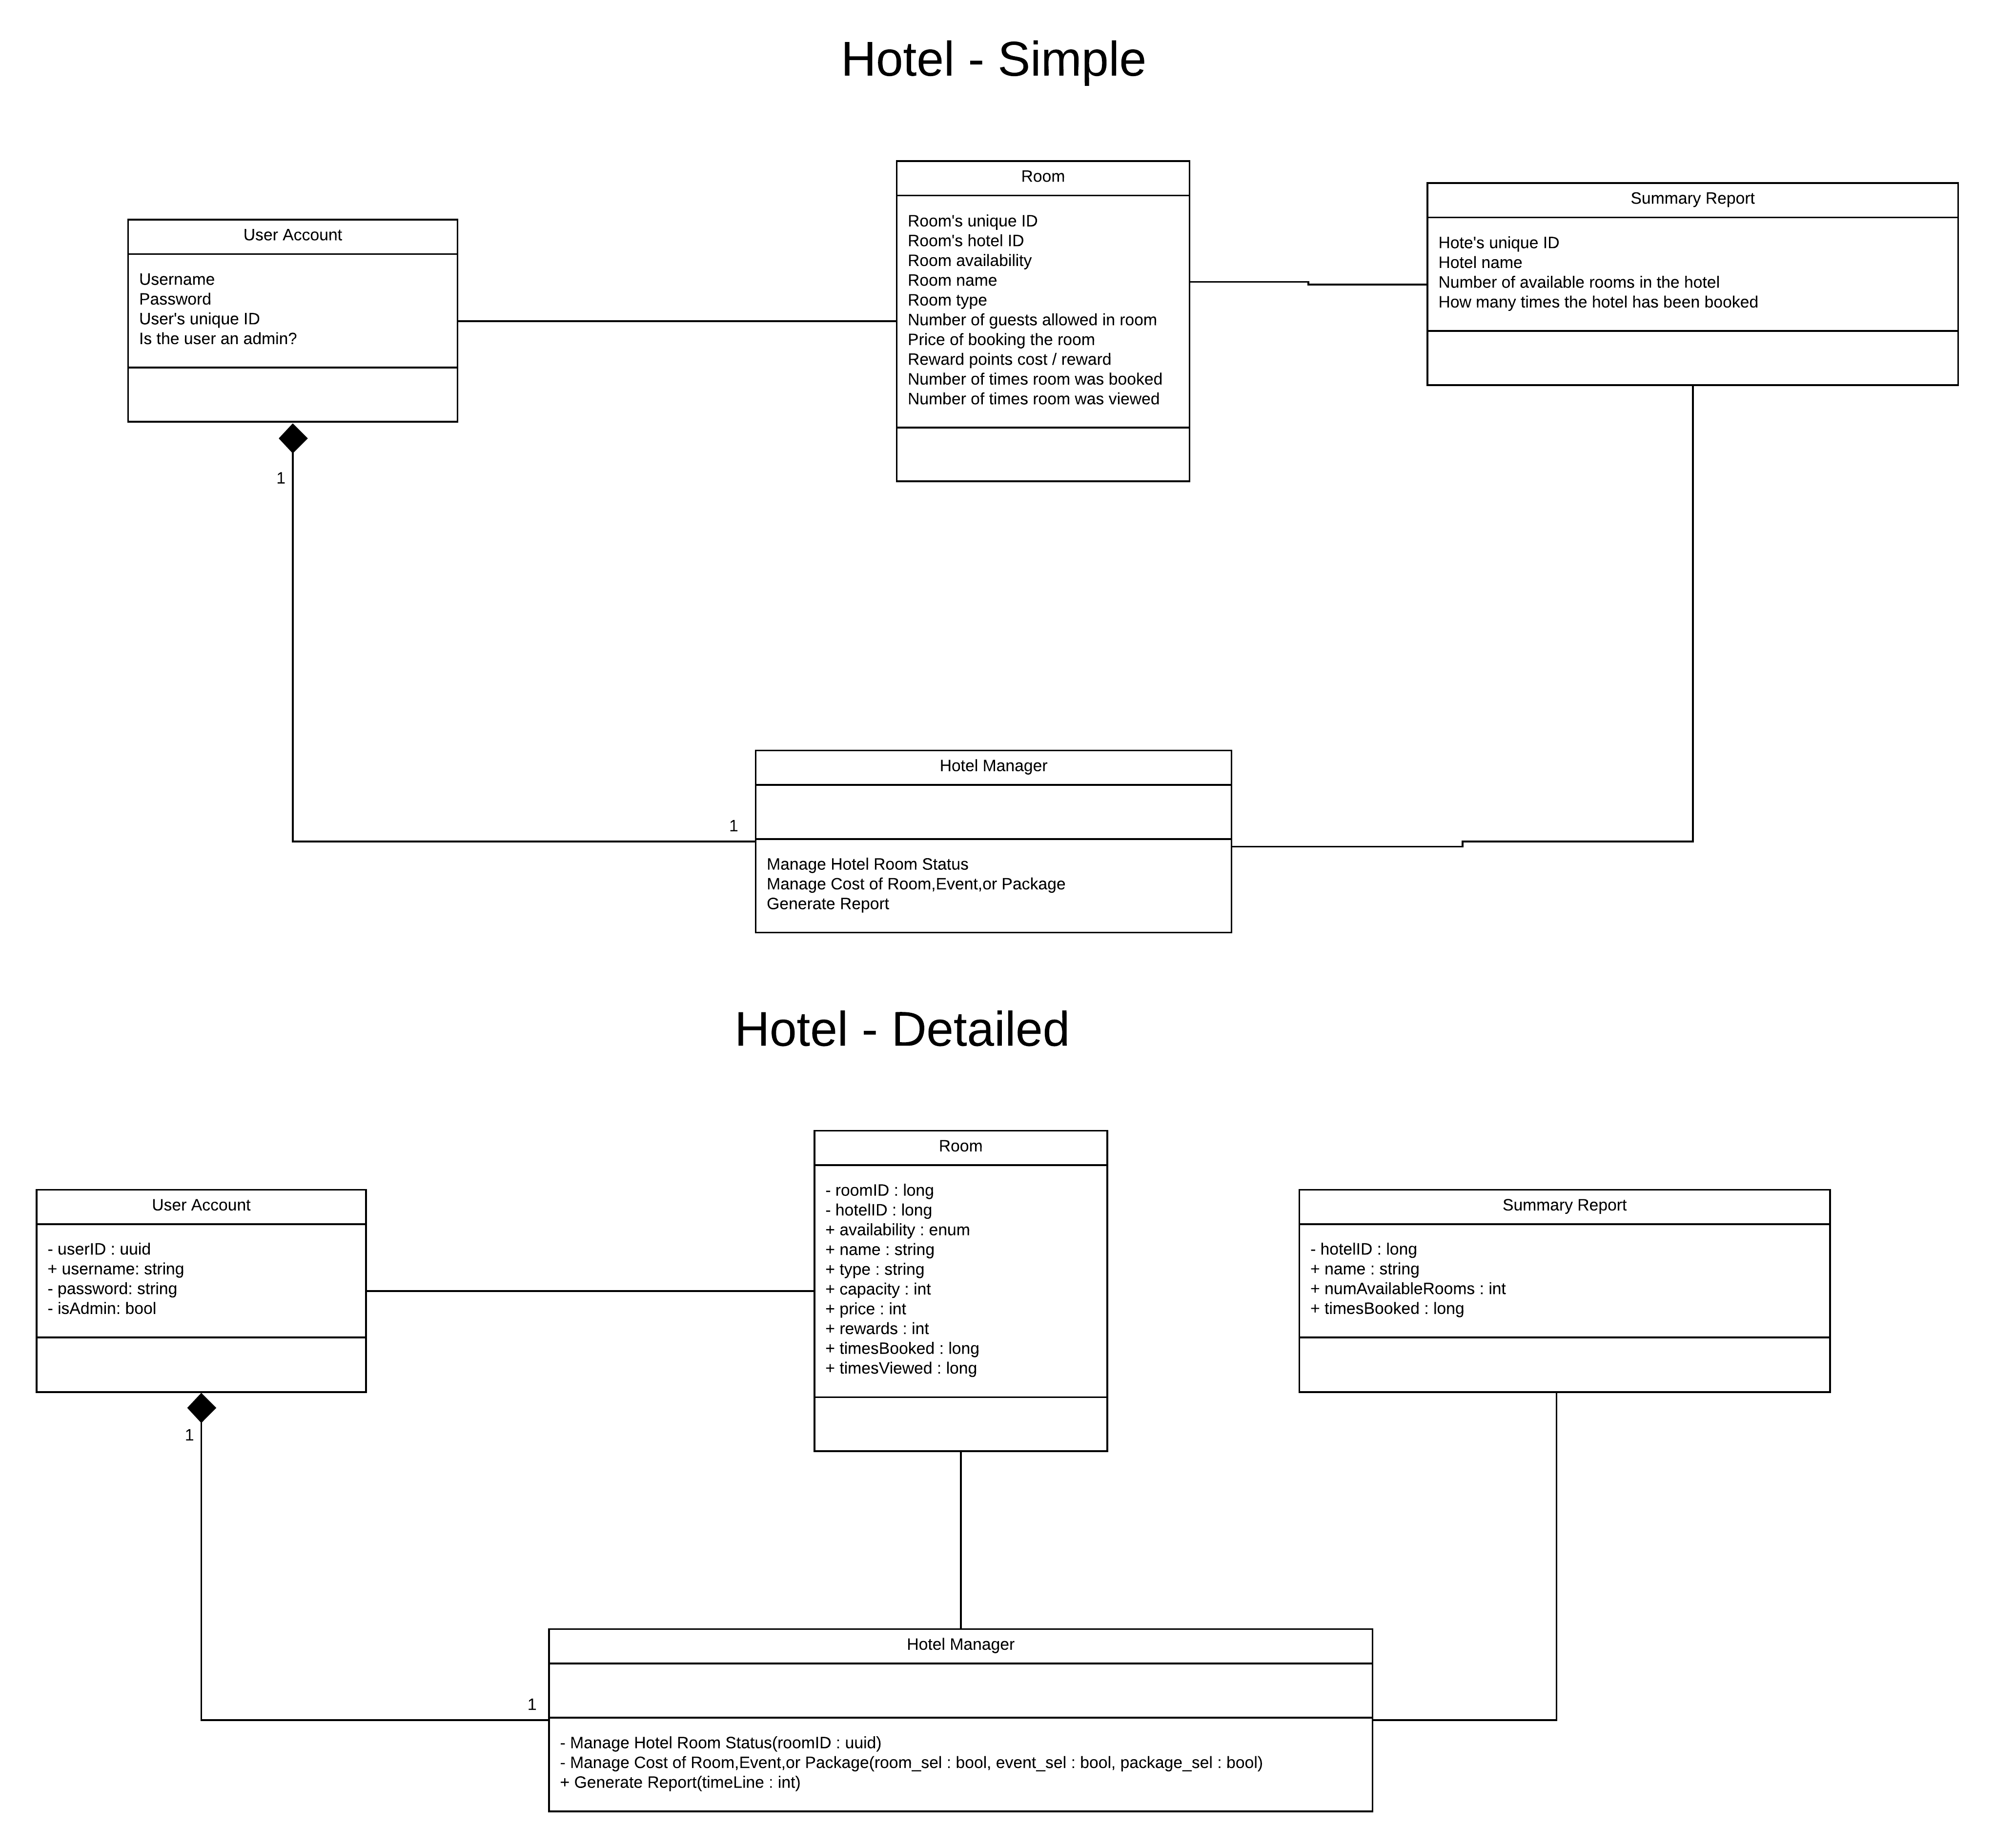 Hotel - Simple
User Account
Username
Password
User's unique ID
Is the user an admin?
Room
Room's unique ID
Room's hotel ID
Room availability
Room name
Room type
Number of guests allowed in room
Price of booking the room
Reward points cost / reward
Number of times room was booked
Number of times room was viewed
Summary Report
Hote's unique ID
Hotel name
Number of available rooms in the hotel
How many times the hotel has been booked
1
1
Hotel Manager
Manage Hotel Room Status
Manage Cost of Room,Event,or Package
Generate Report
Hotel - Detailed
User Account
- userID : uuid
+ username: string
- password: string
- isAdmin: bool
Room
- roomID : long
- hotelID : long
+ availability : enum
+ name : string
+ type : string
+ capacity : int
+ price : int
+ rewards : int
+ timesBooked : long
+ timesViewed : long
Summary Report
- hotelID : long
+ name : string
+ numAvailableRooms : int
+ timesBooked : long
1
1
Hotel Manager
- Manage Hotel Room Status(roomID : uuid)
- Manage Cost of Room,Event,or Package(room_sel : bool, event_sel : bool, package_sel : bool)
+ Generate Report(timeLine : int)